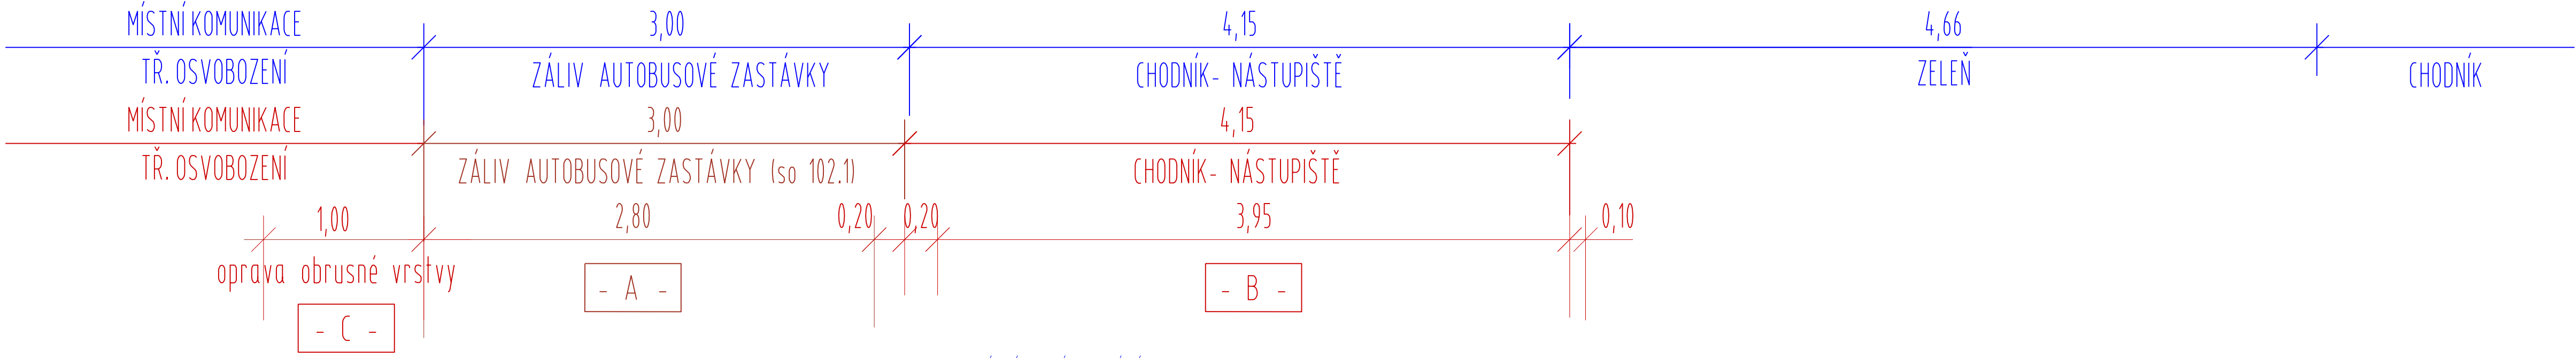 MÍSTNÍ KOMUNIKACE 3,00 4,15 4,66
TŘ. OSVOBOZENÍ ZÁLIV AUTOBUSOVÉ ZASTÁVKY CHODNÍK- NÁSTUPIŠTĚ ZELEŇ CHODNÍK
MÍSTNÍ KOMUNIKACE 3,00 4,15
TŘ. OSVOBOZENÍ ZÁLIV AUTOBUSOVÉ ZASTÁVKY (so 102.1) CHODNÍK- NÁSTUPIŠTĚ
1,00 2,80 0,20 0,20 3,95 0,10
oprava obrusné vrstvy
- A - - B -
- C -